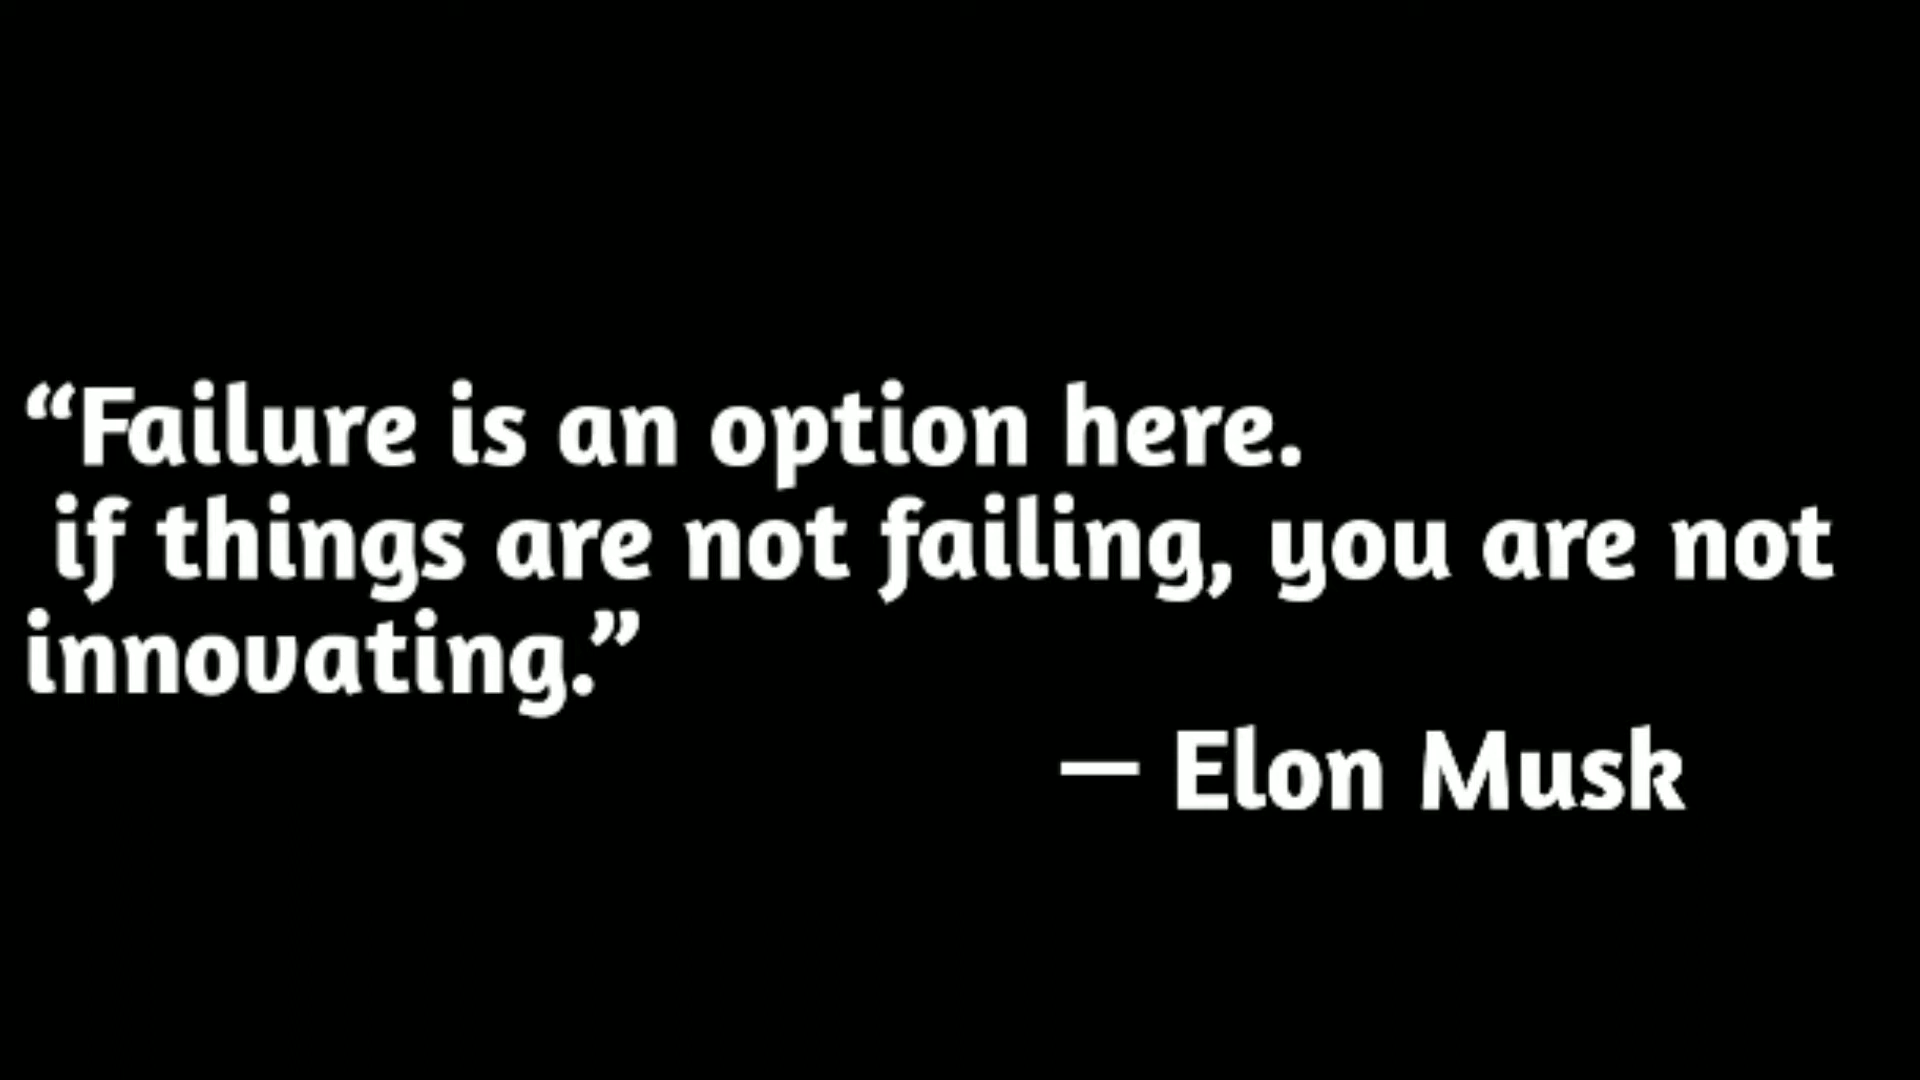 “Failure is an option here.
if things are not failing, you are not
innovating.”
— Elon Musk